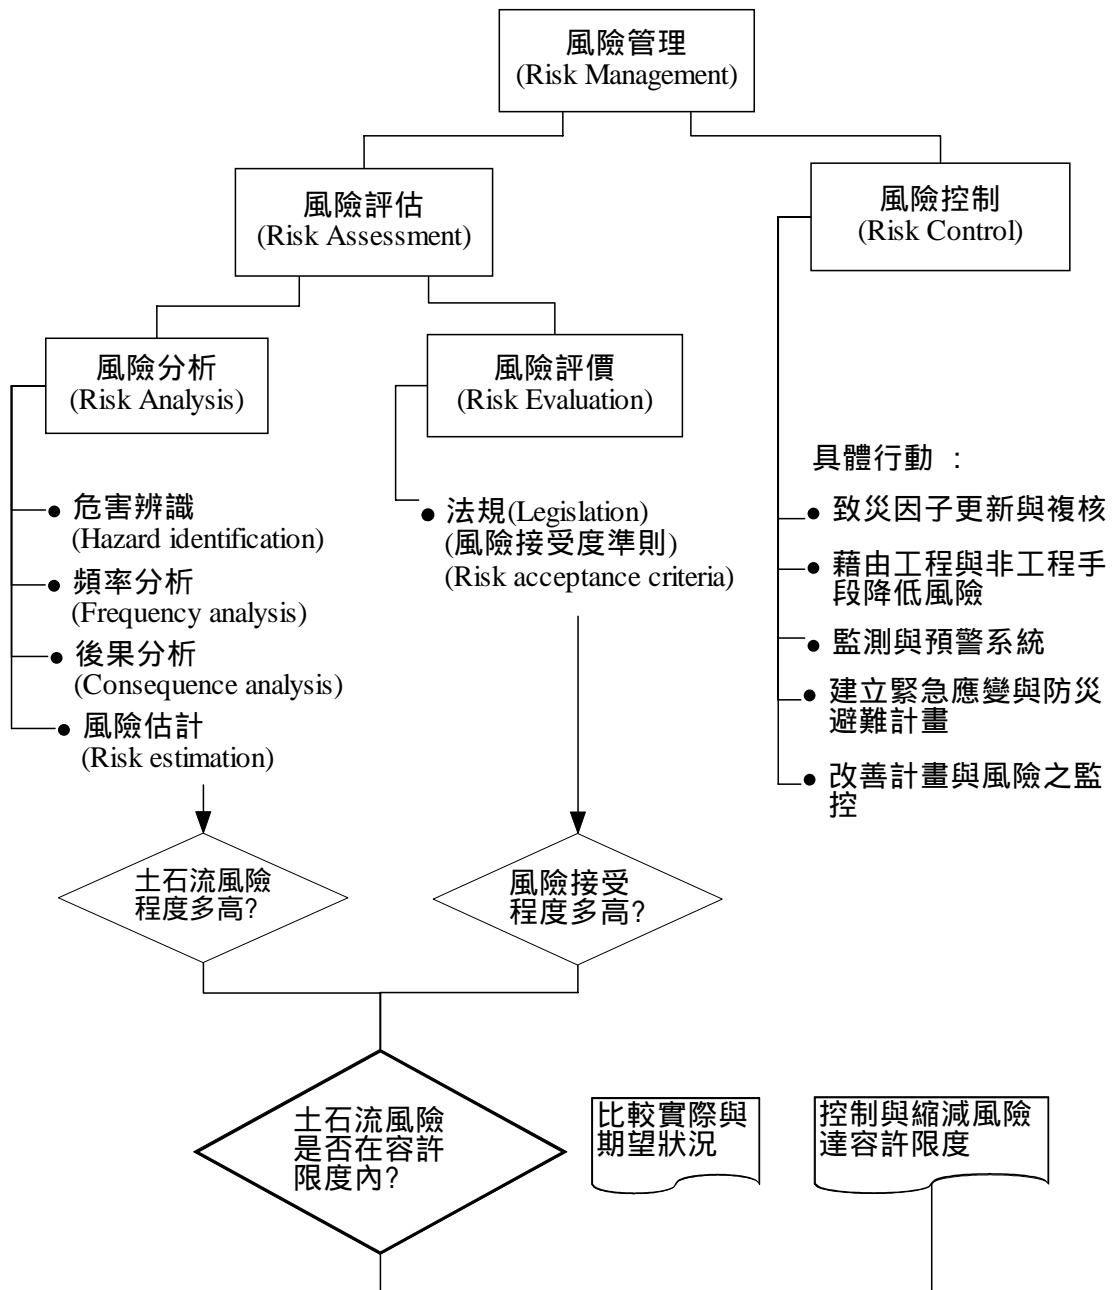 風險管理
(Risk Management)
風險評估
(Risk Assessment)
風險控制
(Risk Control)
風險分析
(Risk Analysis)
風險評價
(Risk Evaluation)
● 危害辨識
(Hazard identification)
● 頻率分析
(Frequency analysis)
● 後果分析
(Consequence analysis)
● 風險估計
(Risk estimation)
● 法規(Legislation)
(風險接受度準則)
(Risk acceptance criteria)
具體行動 :
● 致災因子更新與複核
● 藉由工程與非工程手
段降低風險
● 監測與預警系統
● 建立緊急應變與防災
避難計畫
● 改善計畫與風險之監
控
土石流風險
程度多高?
風險接受
程度多高?
土石流風險
是否在容許
限度內?
比較實際與
期望狀況
控制與縮減風險
達容許限度